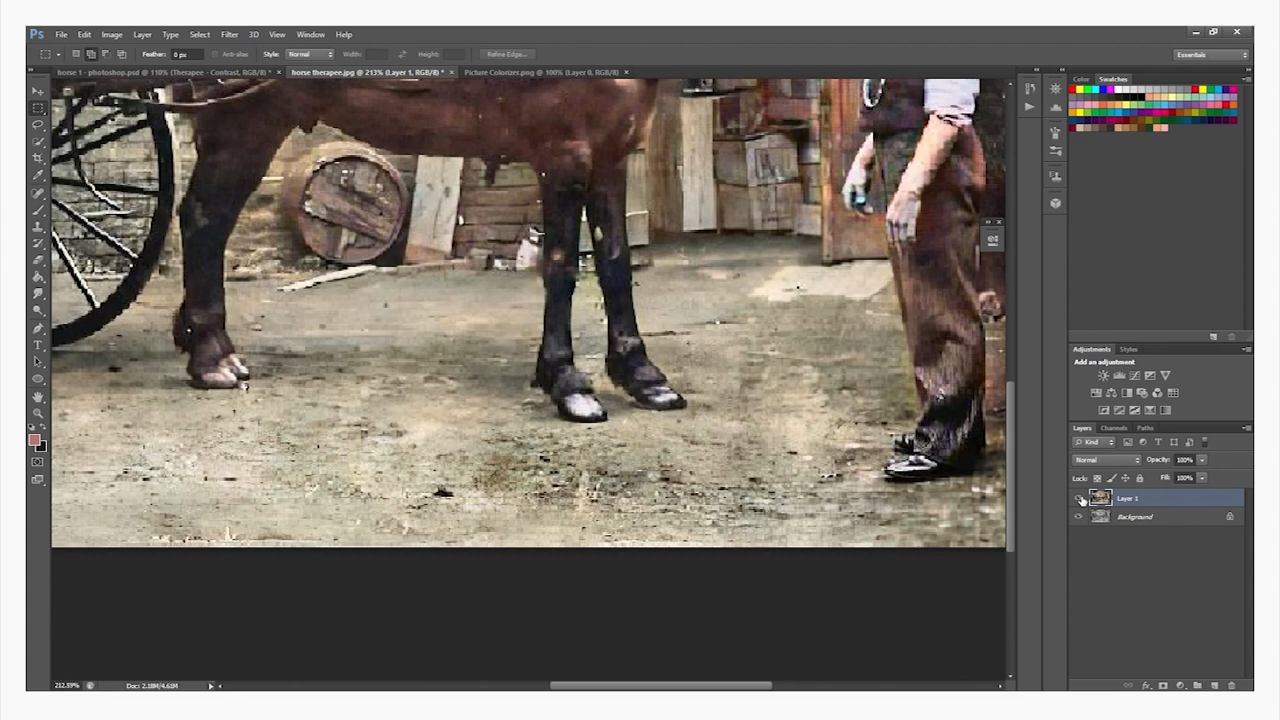 Ps File Edit Image Layer Type Select Filter 3D View Window Help
Feather: 0 px Anti-alias Style: Normal Width: Height: Refine Edge... Essentials
horse 1 - photoshop.psd @ 110% (Therapee - Contrast, RGB/8) * × horse therapee.jpg @ 213% (Layer 1, RGB/8) * × Picture Colorizer.png @ 100% (Layer 0, RGB/8) ×
Color Swatches
Adjustments Styles
Add an adjustment
Layers Channels Paths
Kind
Normal Opacity: 100%
Lock: Fill: 100%
Layer 1
Background
212.59% Doc: 2.18M/4.61M